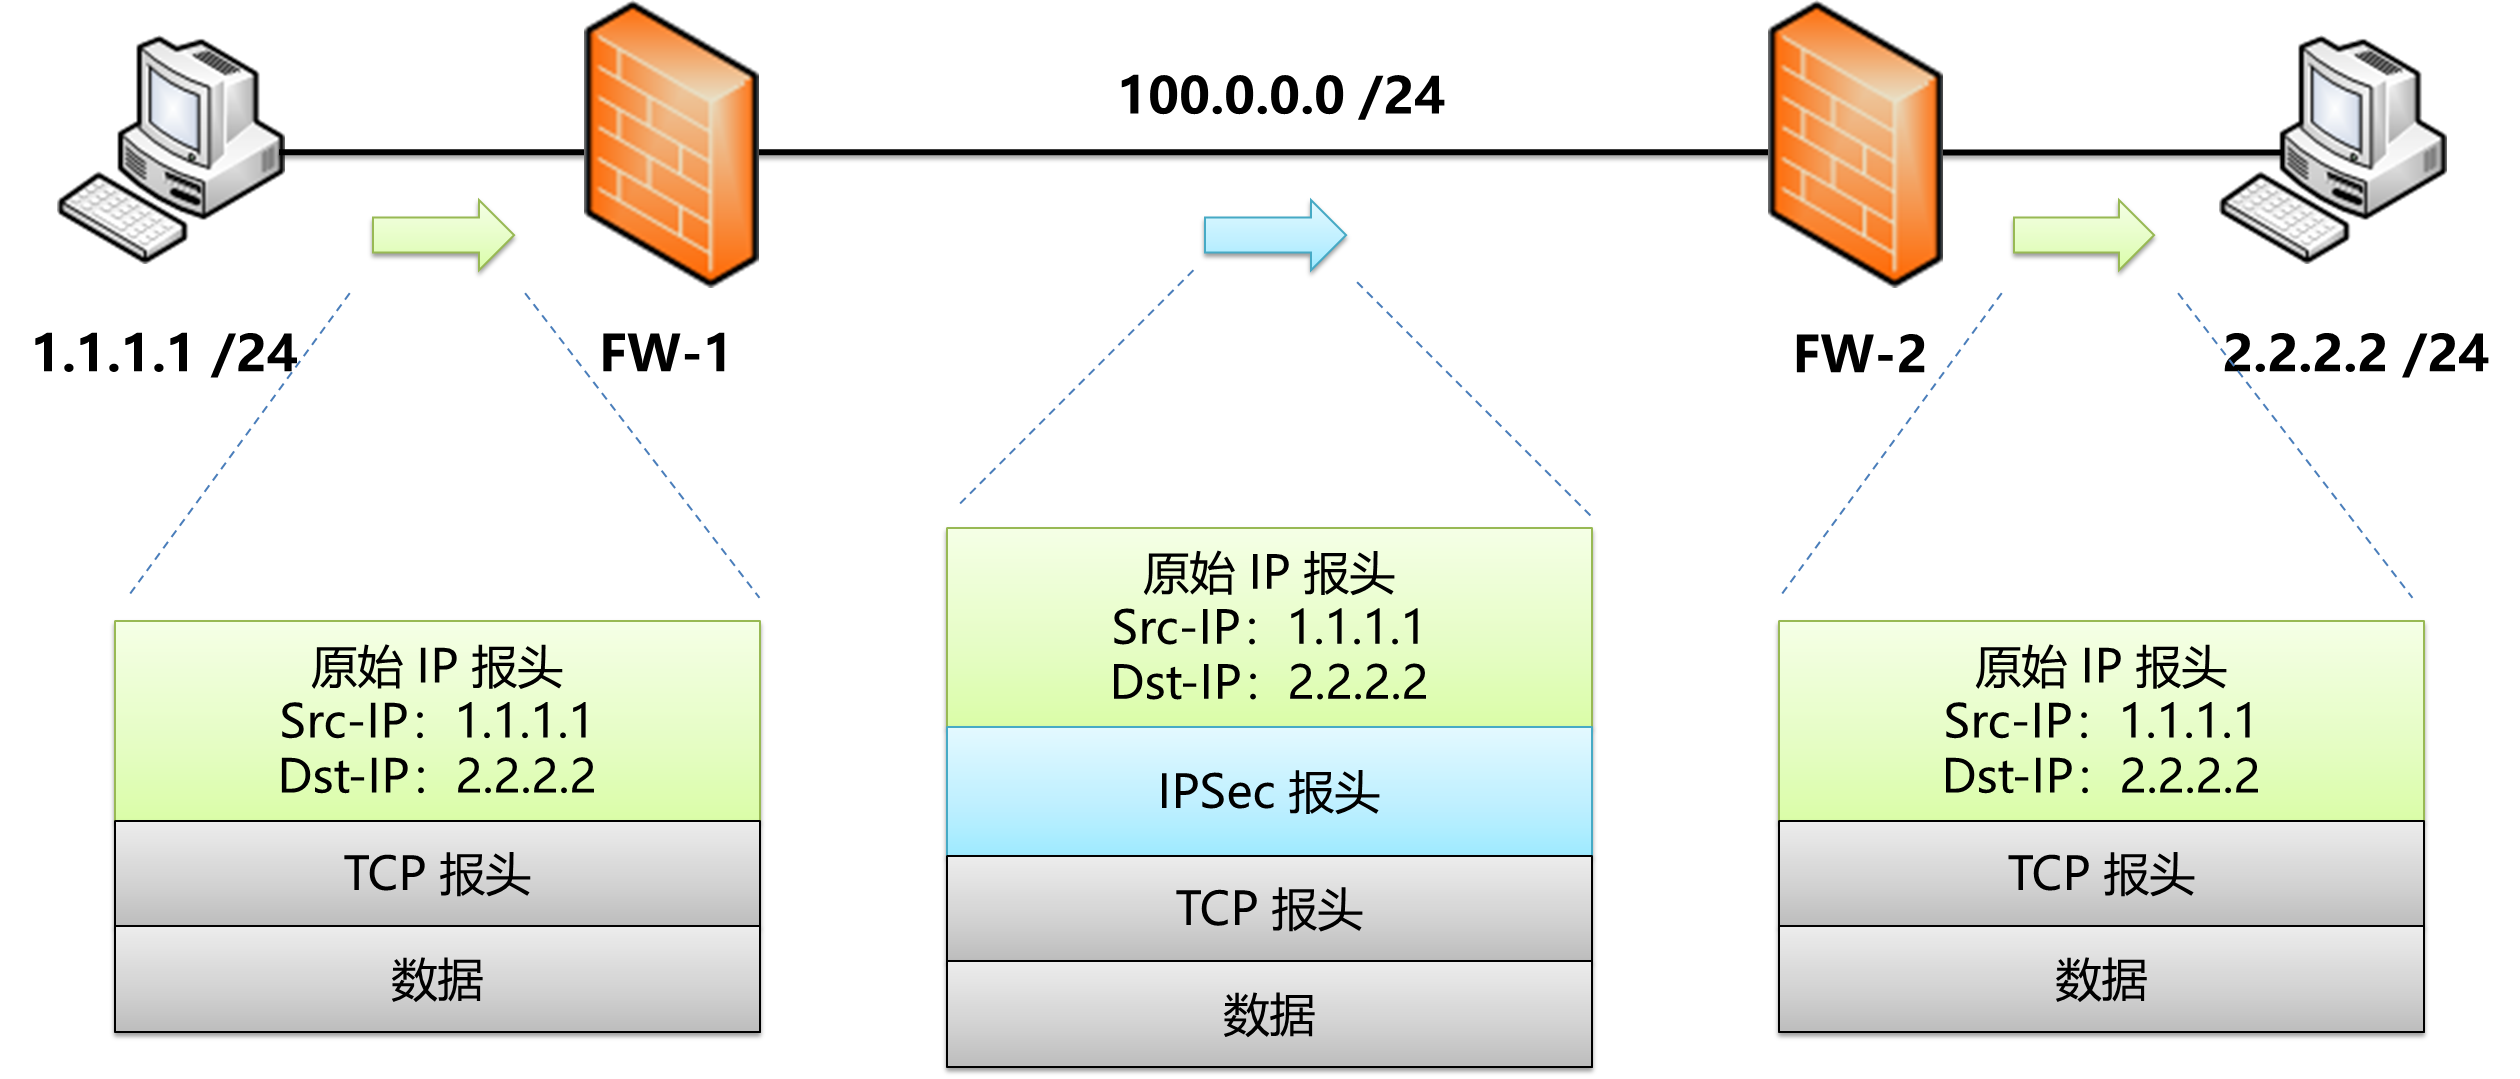 100.0.0.0 /24
1.1.1.1 /24
FW-1
FW-2
2.2.2.2 /24
原始 IP 报头
Src-IP：1.1.1.1
Dst-IP：2.2.2.2
TCP 报头
数据
原始 IP 报头
Src-IP：1.1.1.1
Dst-IP：2.2.2.2
IPSec 报头
TCP 报头
数据
原始 IP 报头
Src-IP：1.1.1.1
Dst-IP：2.2.2.2
TCP 报头
数据